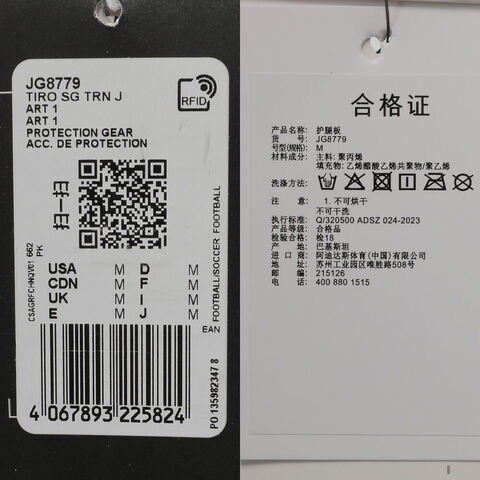 JG8779
TIRO SG TRN J
ART 1
ART 1
PROTECTION GEAR
ACC. DE PROTECTION
RFID
扫一扫
CSAGRFCHNQV01 662
PK
FOOTBALL/SOCCER FOOTBALL
USA M D M
CDN M F M
UK M I M
E M J M
EAN
4 067893 225824
PO 135982347 8
合格证
产品名称: 护腿板
货号: JG8779
号型(规格): M
材料成分: 主料: 聚丙烯
填充物: 乙烯醋酸乙烯共聚物/聚乙烯
洗涤方法:
注意: 1. 不可烘干
不可干洗
执行标准: Q/320500 ADSZ 024-2023
产品等级: 合格品
检验: 检18
产地: 巴基斯坦
进口商: 阿迪达斯体育(中国)有限公司
地址: 苏州工业园区唯胜路508号
邮编: 215126
电话: 400 880 1515